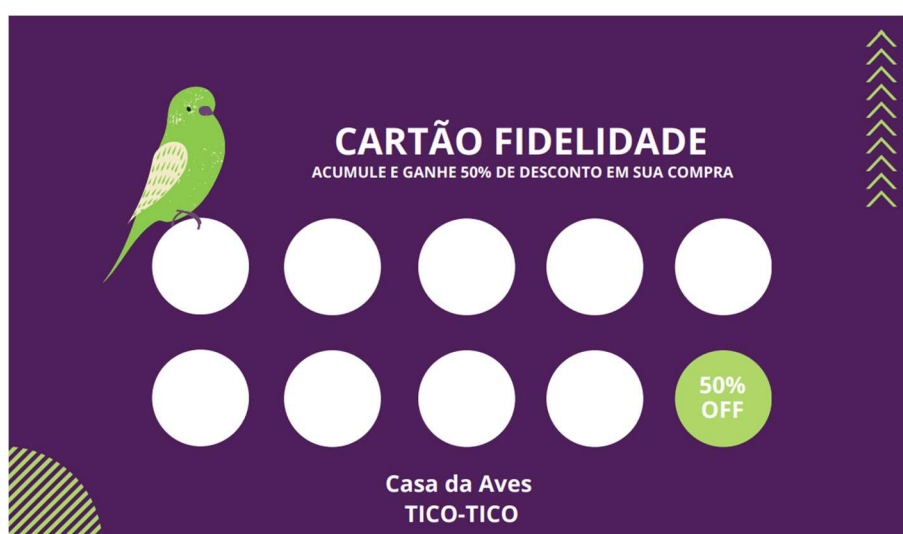 CARTÃO FIDELIDADE
ACUMULE E GANHE 50% DE DESCONTO EM SUA COMPRA
50%
OFF
Casa da Aves
TICO-TICO